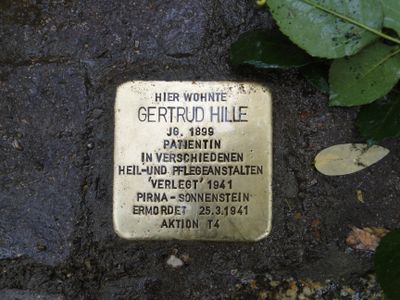 HIER WOHNTE
GERTRUD HILLE
JG. 1899
PATIENTIN
IN VERSCHIEDENEN
HEIL-UND PFLEGEANSTALTEN
'VERLEGT' 1941
PIRNA-SONNENSTEIN
ERMORDET 25.3.1941
AKTION T4